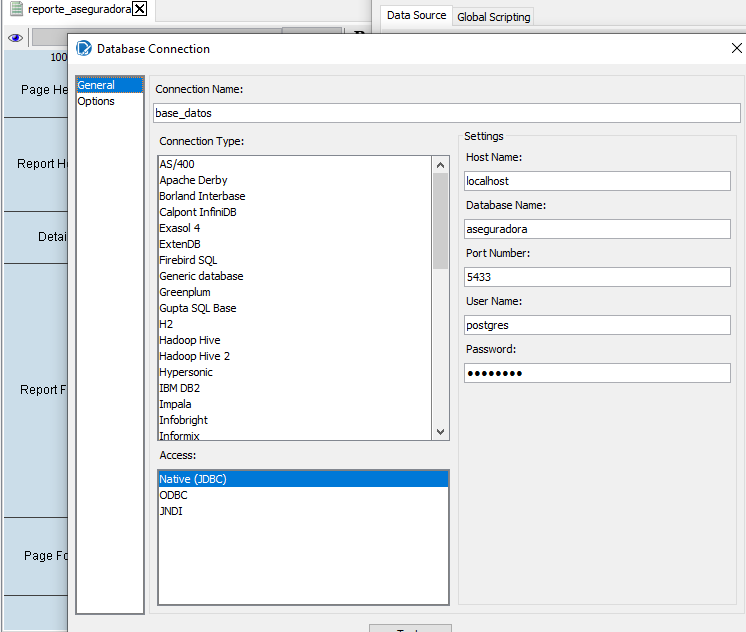 reporte_aseguradora
Data Source
Global Scripting
Database Connection
100
Page He
Report H
Detai
Report F
Page Fo
General
Options
Connection Name:
base_datos
Connection Type:
AS/400
Apache Derby
Borland Interbase
Calpont InfiniDB
Exasol 4
ExtenDB
Firebird SQL
Generic database
Greenplum
Gupta SQL Base
H2
Hadoop Hive
Hadoop Hive 2
Hypersonic
IBM DB2
Impala
Infobright
Informix
Access:
Native (JDBC)
ODBC
JNDI
Settings
Host Name:
localhost
Database Name:
aseguradora
Port Number:
5433
User Name:
postgres
Password:
●●●●●●●●